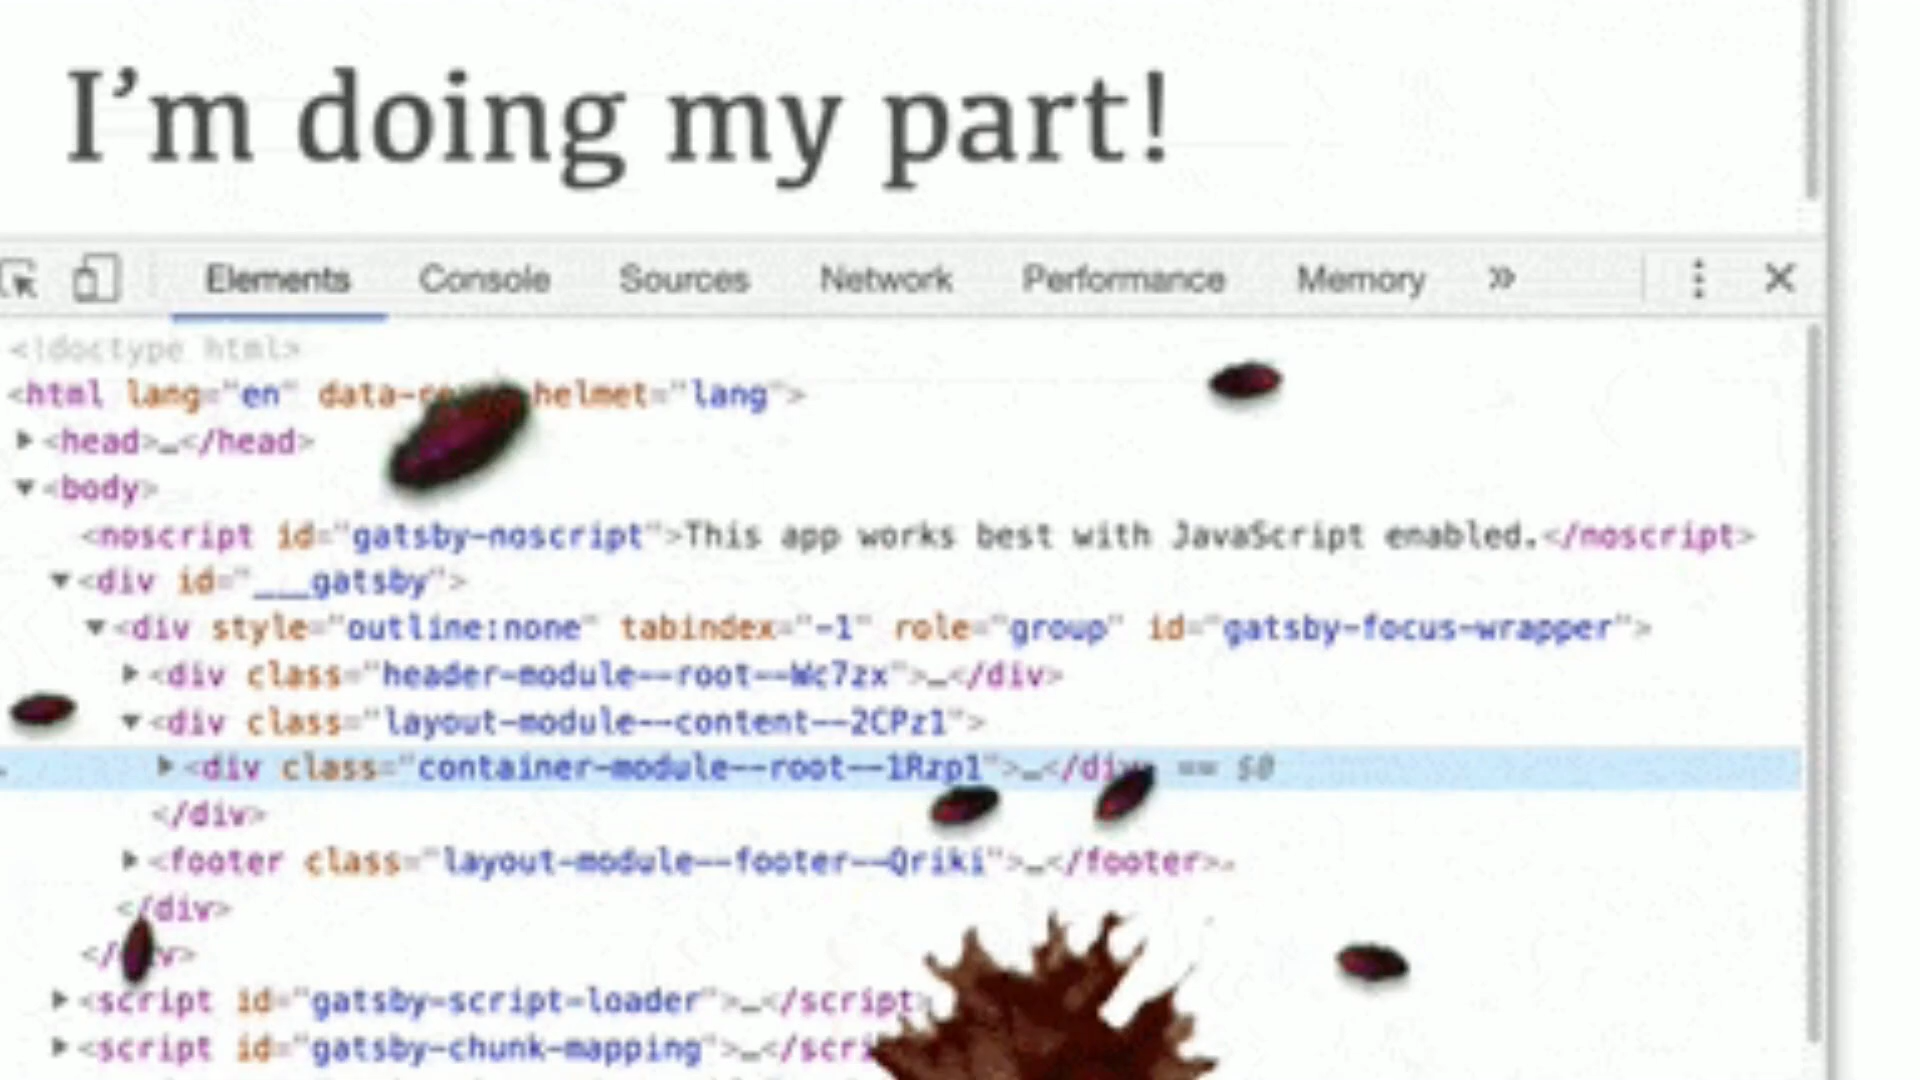 I'm doing my part!
Elements Console Sources Network Performance Memory »
<!doctype html>
<html lang="en" helmet="lang">
<head>…</head>
<body>
<noscript id="gatsby-noscript">This app works best with JavaScript enabled.</noscript>
<div id="___gatsby">
<div style="outline:none" tabindex="-1" role="group" id="gatsby-focus-wrapper">
<div class="header-module--root--Wc7zx">…</div>
<div class="layout-module--content--2CPz1">
<div class="container-module--root--1Rzp1">…</div> == $0
</div>
<footer class="layout-module--footer--Qriki">…</footer>
</div>
</div>
<script id="gatsby-script-loader">…</script>
<script id="gatsby-chunk-mapping">…